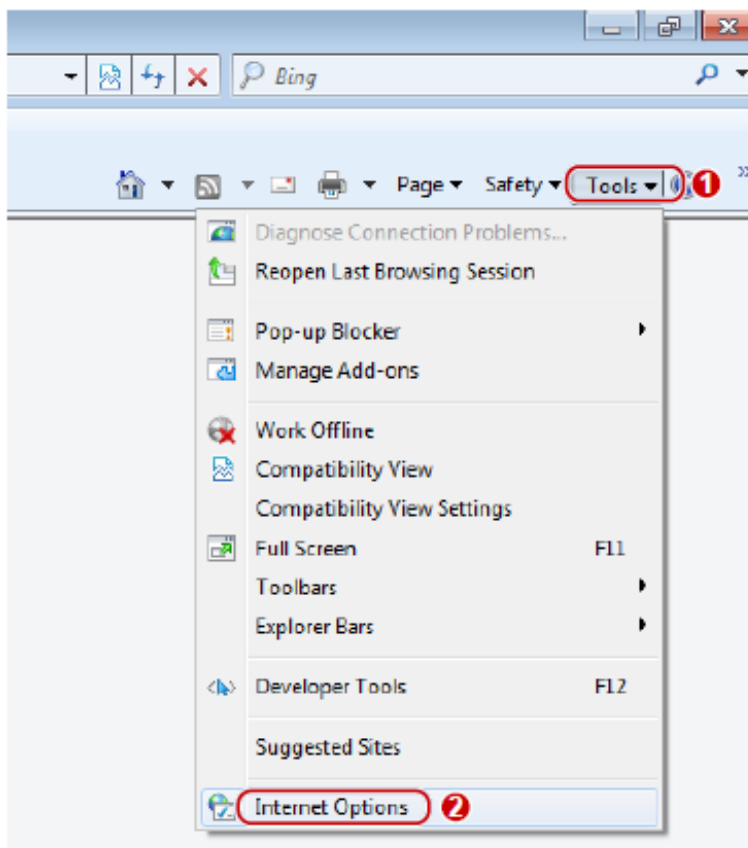 Bing
Page Safety Tools 1 »
Diagnose Connection Problems...
Reopen Last Browsing Session
Pop-up Blocker
Manage Add-ons
Work Offline
Compatibility View
Compatibility View Settings
Full Screen F11
Toolbars
Explorer Bars
Developer Tools F12
Suggested Sites
Internet Options 2